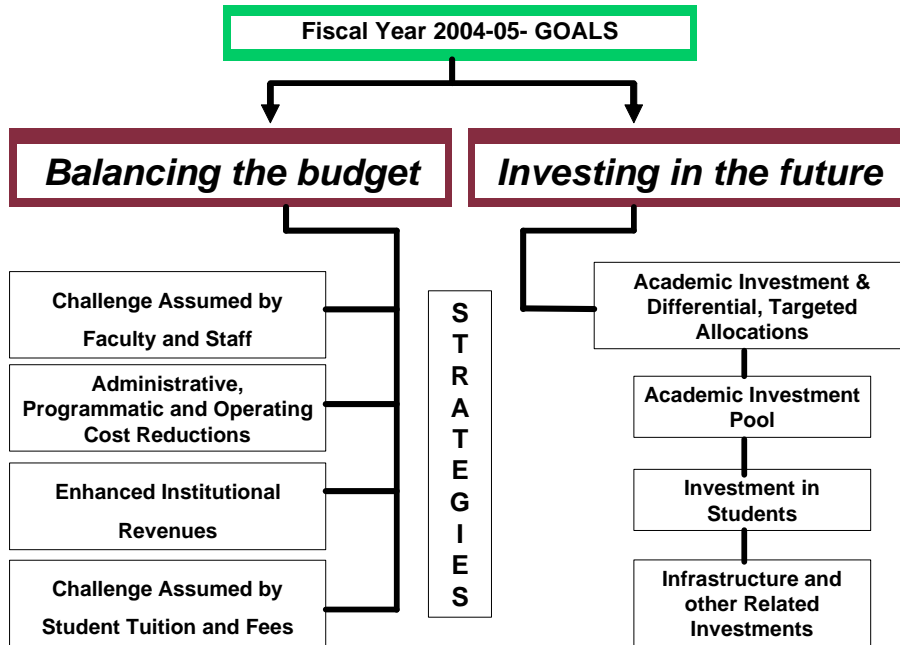 Fiscal Year 2004-05- GOALS
Balancing the budget
Investing in the future
Challenge Assumed by
Faculty and Staff
Administrative,
Programmatic and Operating
Cost Reductions
Enhanced Institutional
Revenues
Challenge Assumed by
Student Tuition and Fees
S
T
R
A
T
E
G
I
E
S
Academic Investment &
Differential, Targeted
Allocations
Academic Investment
Pool
Investment in
Students
Infrastructure and
other Related
Investments